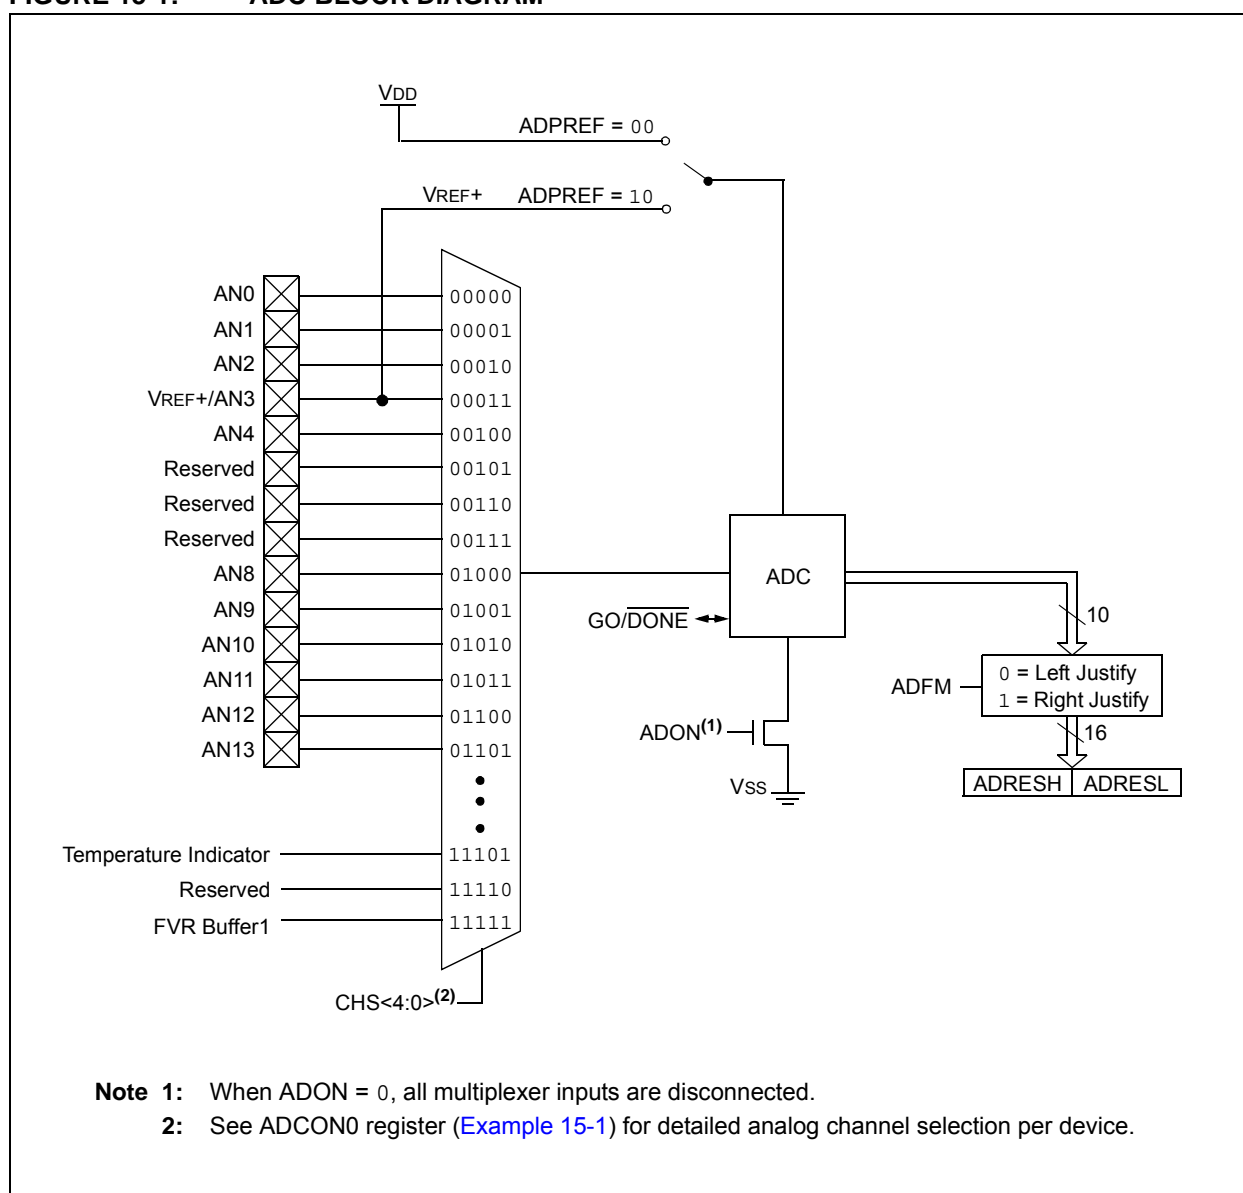 VDD
ADPREF = 00
VREF+ ADPREF = 10
AN0 00000
AN1 00001
AN2 00010
VREF+/AN3 00011
AN4 00100
Reserved 00101
Reserved 00110
Reserved 00111
AN8 01000
ADC
AN9 01001
GO/DONE
AN10 01010
10
AN11 01011
ADFM
0 = Left Justify
1 = Right Justify
AN12 01100
ADON(1)
16
AN13 01101
VSS
ADRESH ADRESL
Temperature Indicator 11101
Reserved 11110
FVR Buffer1 11111
CHS<4:0>(2)
Note 1: When ADON = 0, all multiplexer inputs are disconnected.
2: See ADCON0 register (Example 15-1) for detailed analog channel selection per device.